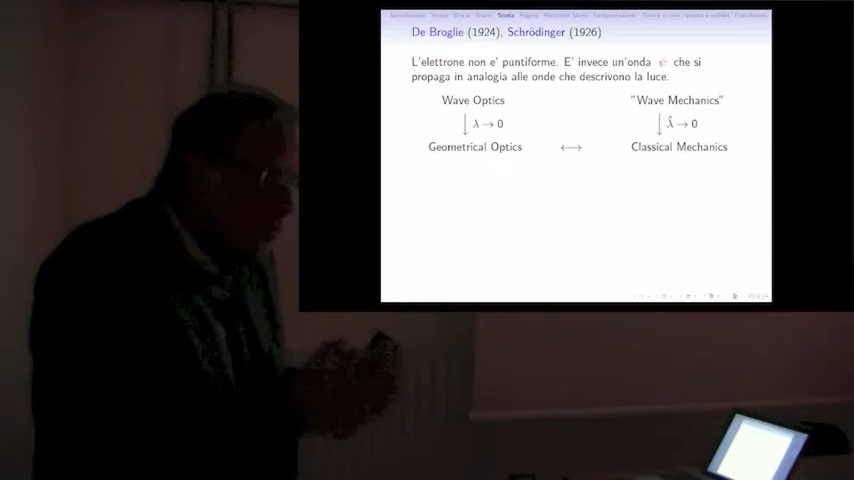 Storia
De Broglie (1924), Schrödinger (1926)
L'elettrone non e' puntiforme. E' invece un'onda ψ che si
propaga in analogia alle onde che descrivono la luce.
Wave Optics "Wave Mechanics"
↓ λ → 0 ↓ λ̂ → 0
Geometrical Optics ⟷ Classical Mechanics